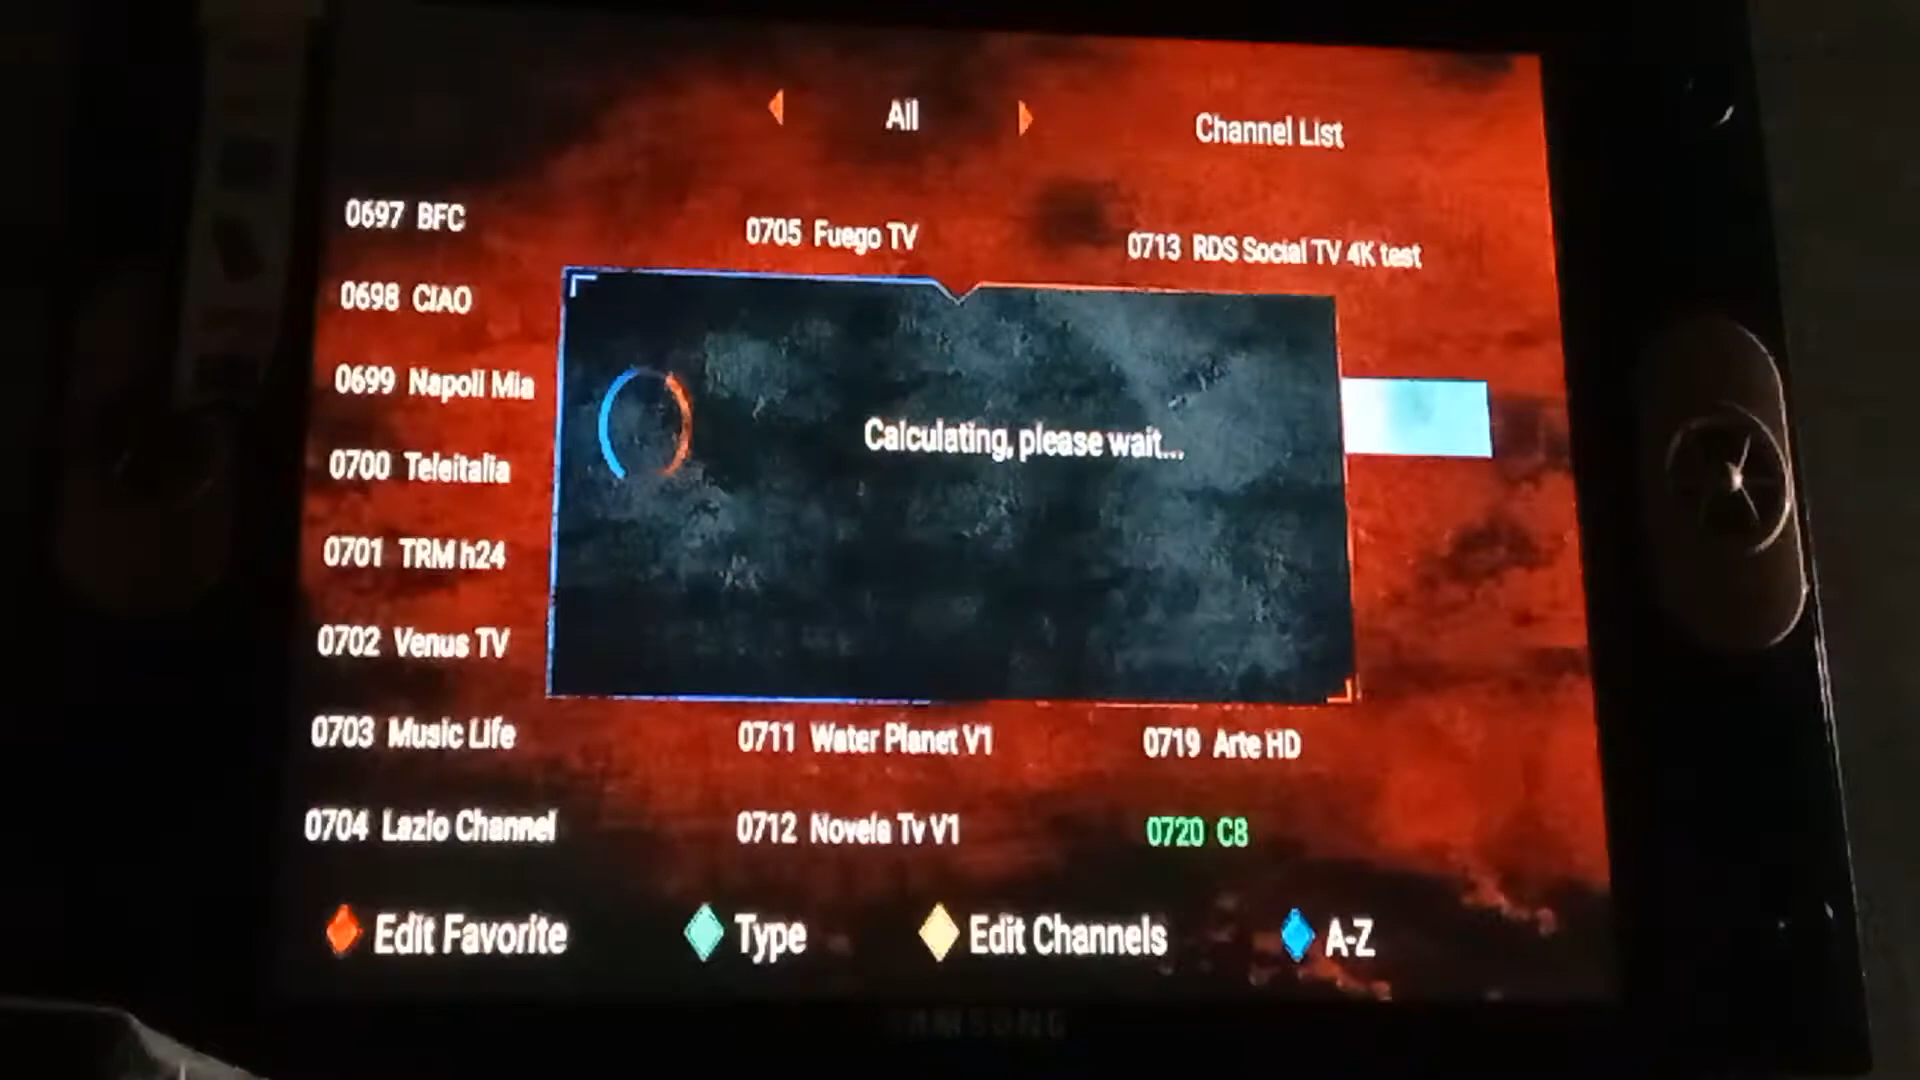 All
Channel List
0697 BFC
0698 CIAO
0699 Napoli Mia
0700 Teleitalia
0701 TRM h24
0702 Venus TV
0703 Music Life
0704 Lazio Channel
0705 Fuego TV
0711 Water Planet V1
0712 Novela Tv V1
0713 RDS Social TV 4K test
0719 Arte HD
0720 C8
Calculating, please wait...
Edit Favorite
Type
Edit Channels
A-Z
SAMSUNG